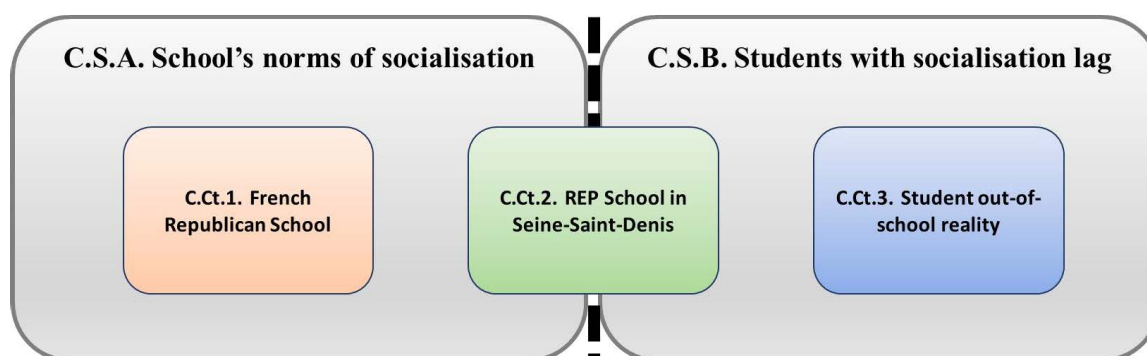 C.S.A. School’s norms of socialisation
C.S.B. Students with socialisation lag
C.Ct.1. French
Republican School
C.Ct.2. REP School in
Seine-Saint-Denis
C.Ct.3. Student out-of-
school reality